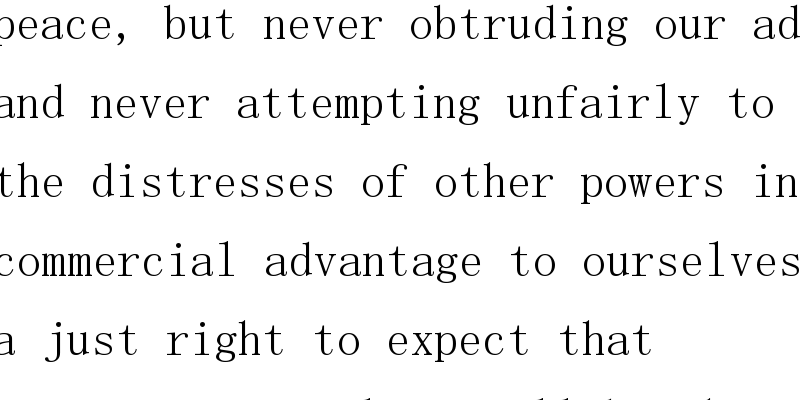 peace, but never obtruding our ad
and never attempting unfairly to
the distresses of other powers in
commercial advantage to ourselves
a just right to expect that